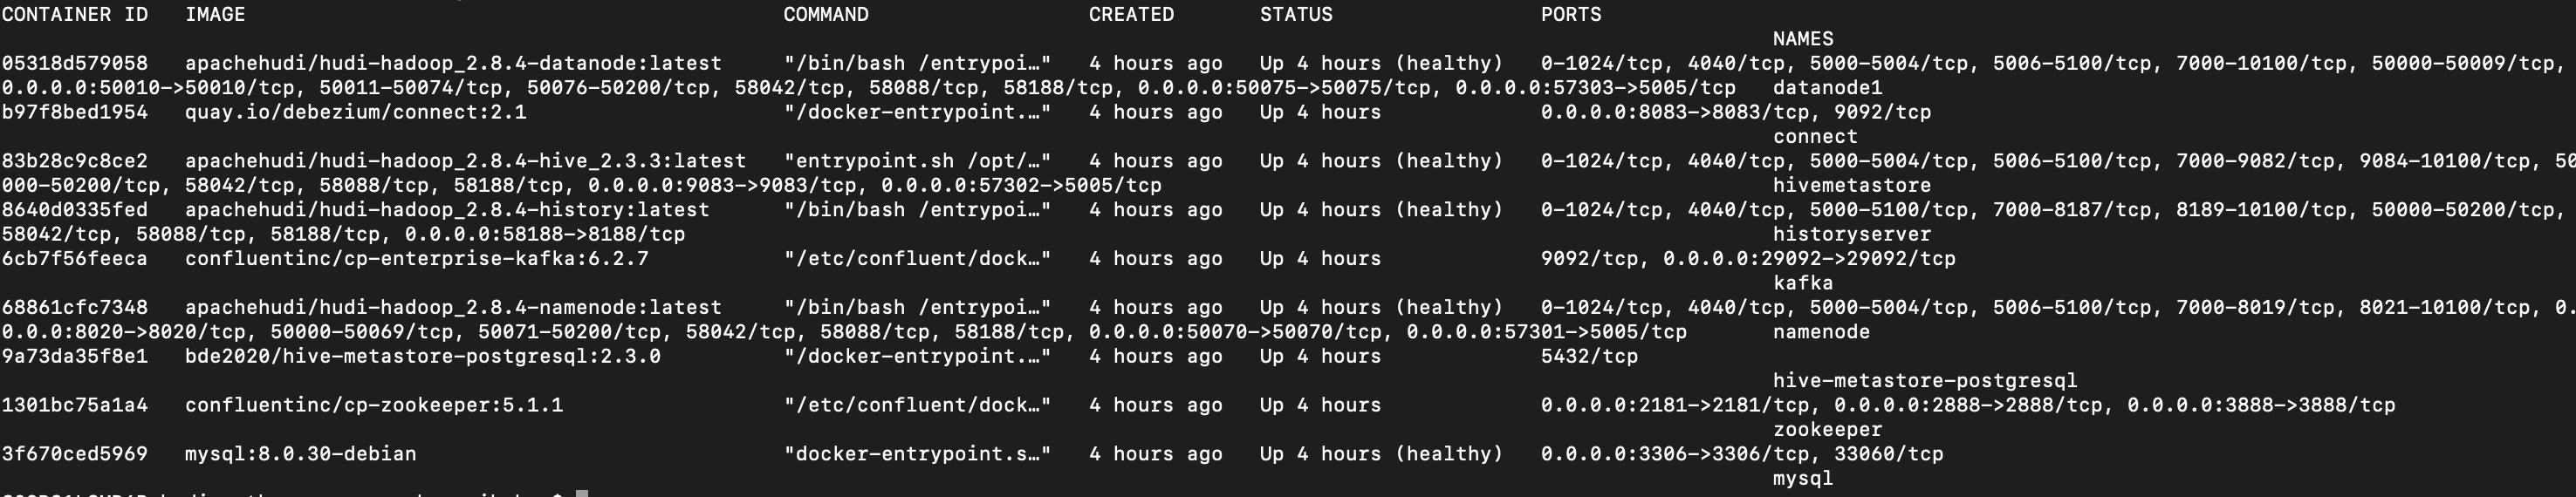 CONTAINER ID   IMAGE   COMMAND   CREATED   STATUS   PORTS
NAMES
05318d579058   apachehudi/hudi-hadoop_2.8.4-datanode:latest   "/bin/bash /entrypoi…"   4 hours ago   Up 4 hours (healthy)   0-1024/tcp, 4040/tcp, 5000-5004/tcp, 5006-5100/tcp, 7000-10100/tcp, 50000-50009/tcp,
0.0.0.0:50010->50010/tcp, 50011-50074/tcp, 50076-50200/tcp, 58042/tcp, 58088/tcp, 58188/tcp, 0.0.0.0:50075->50075/tcp, 0.0.0.0:57303->5005/tcp   datanode1
b97f8bed1954   quay.io/debezium/connect:2.1   "/docker-entrypoint.…"   4 hours ago   Up 4 hours   0.0.0.0:8083->8083/tcp, 9092/tcp
connect
83b28c9c8ce2   apachehudi/hudi-hadoop_2.8.4-hive_2.3.3:latest   "entrypoint.sh /opt/…"   4 hours ago   Up 4 hours (healthy)   0-1024/tcp, 4040/tcp, 5000-5004/tcp, 5006-5100/tcp, 7000-9082/tcp, 9084-10100/tcp, 50
000-50200/tcp, 58042/tcp, 58088/tcp, 58188/tcp, 0.0.0.0:9083->9083/tcp, 0.0.0.0:57302->5005/tcp   hivemetastore
8640d0335fed   apachehudi/hudi-hadoop_2.8.4-history:latest   "/bin/bash /entrypoi…"   4 hours ago   Up 4 hours (healthy)   0-1024/tcp, 4040/tcp, 5000-5100/tcp, 7000-8187/tcp, 8189-10100/tcp, 50000-50200/tcp,
58042/tcp, 58088/tcp, 58188/tcp, 0.0.0.0:58188->8188/tcp   historyserver
6cb7f56feeca   confluentinc/cp-enterprise-kafka:6.2.7   "/etc/confluent/dock…"   4 hours ago   Up 4 hours   9092/tcp, 0.0.0.0:29092->29092/tcp
kafka
68861cfc7348   apachehudi/hudi-hadoop_2.8.4-namenode:latest   "/bin/bash /entrypoi…"   4 hours ago   Up 4 hours (healthy)   0-1024/tcp, 4040/tcp, 5000-5004/tcp, 5006-5100/tcp, 7000-8019/tcp, 8021-10100/tcp, 0.
0.0.0:8020->8020/tcp, 50000-50069/tcp, 50071-50200/tcp, 58042/tcp, 58088/tcp, 58188/tcp, 0.0.0.0:50070->50070/tcp, 0.0.0.0:57301->5005/tcp   namenode
9a73da35f8e1   bde2020/hive-metastore-postgresql:2.3.0   "/docker-entrypoint.…"   4 hours ago   Up 4 hours   5432/tcp
hive-metastore-postgresql
1301bc75a1a4   confluentinc/cp-zookeeper:5.1.1   "/etc/confluent/dock…"   4 hours ago   Up 4 hours   0.0.0.0:2181->2181/tcp, 0.0.0.0:2888->2888/tcp, 0.0.0.0:3888->3888/tcp
zookeeper
3f670ced5969   mysql:8.0.30-debian   "docker-entrypoint.s…"   4 hours ago   Up 4 hours (healthy)   0.0.0.0:3306->3306/tcp, 33060/tcp
mysql